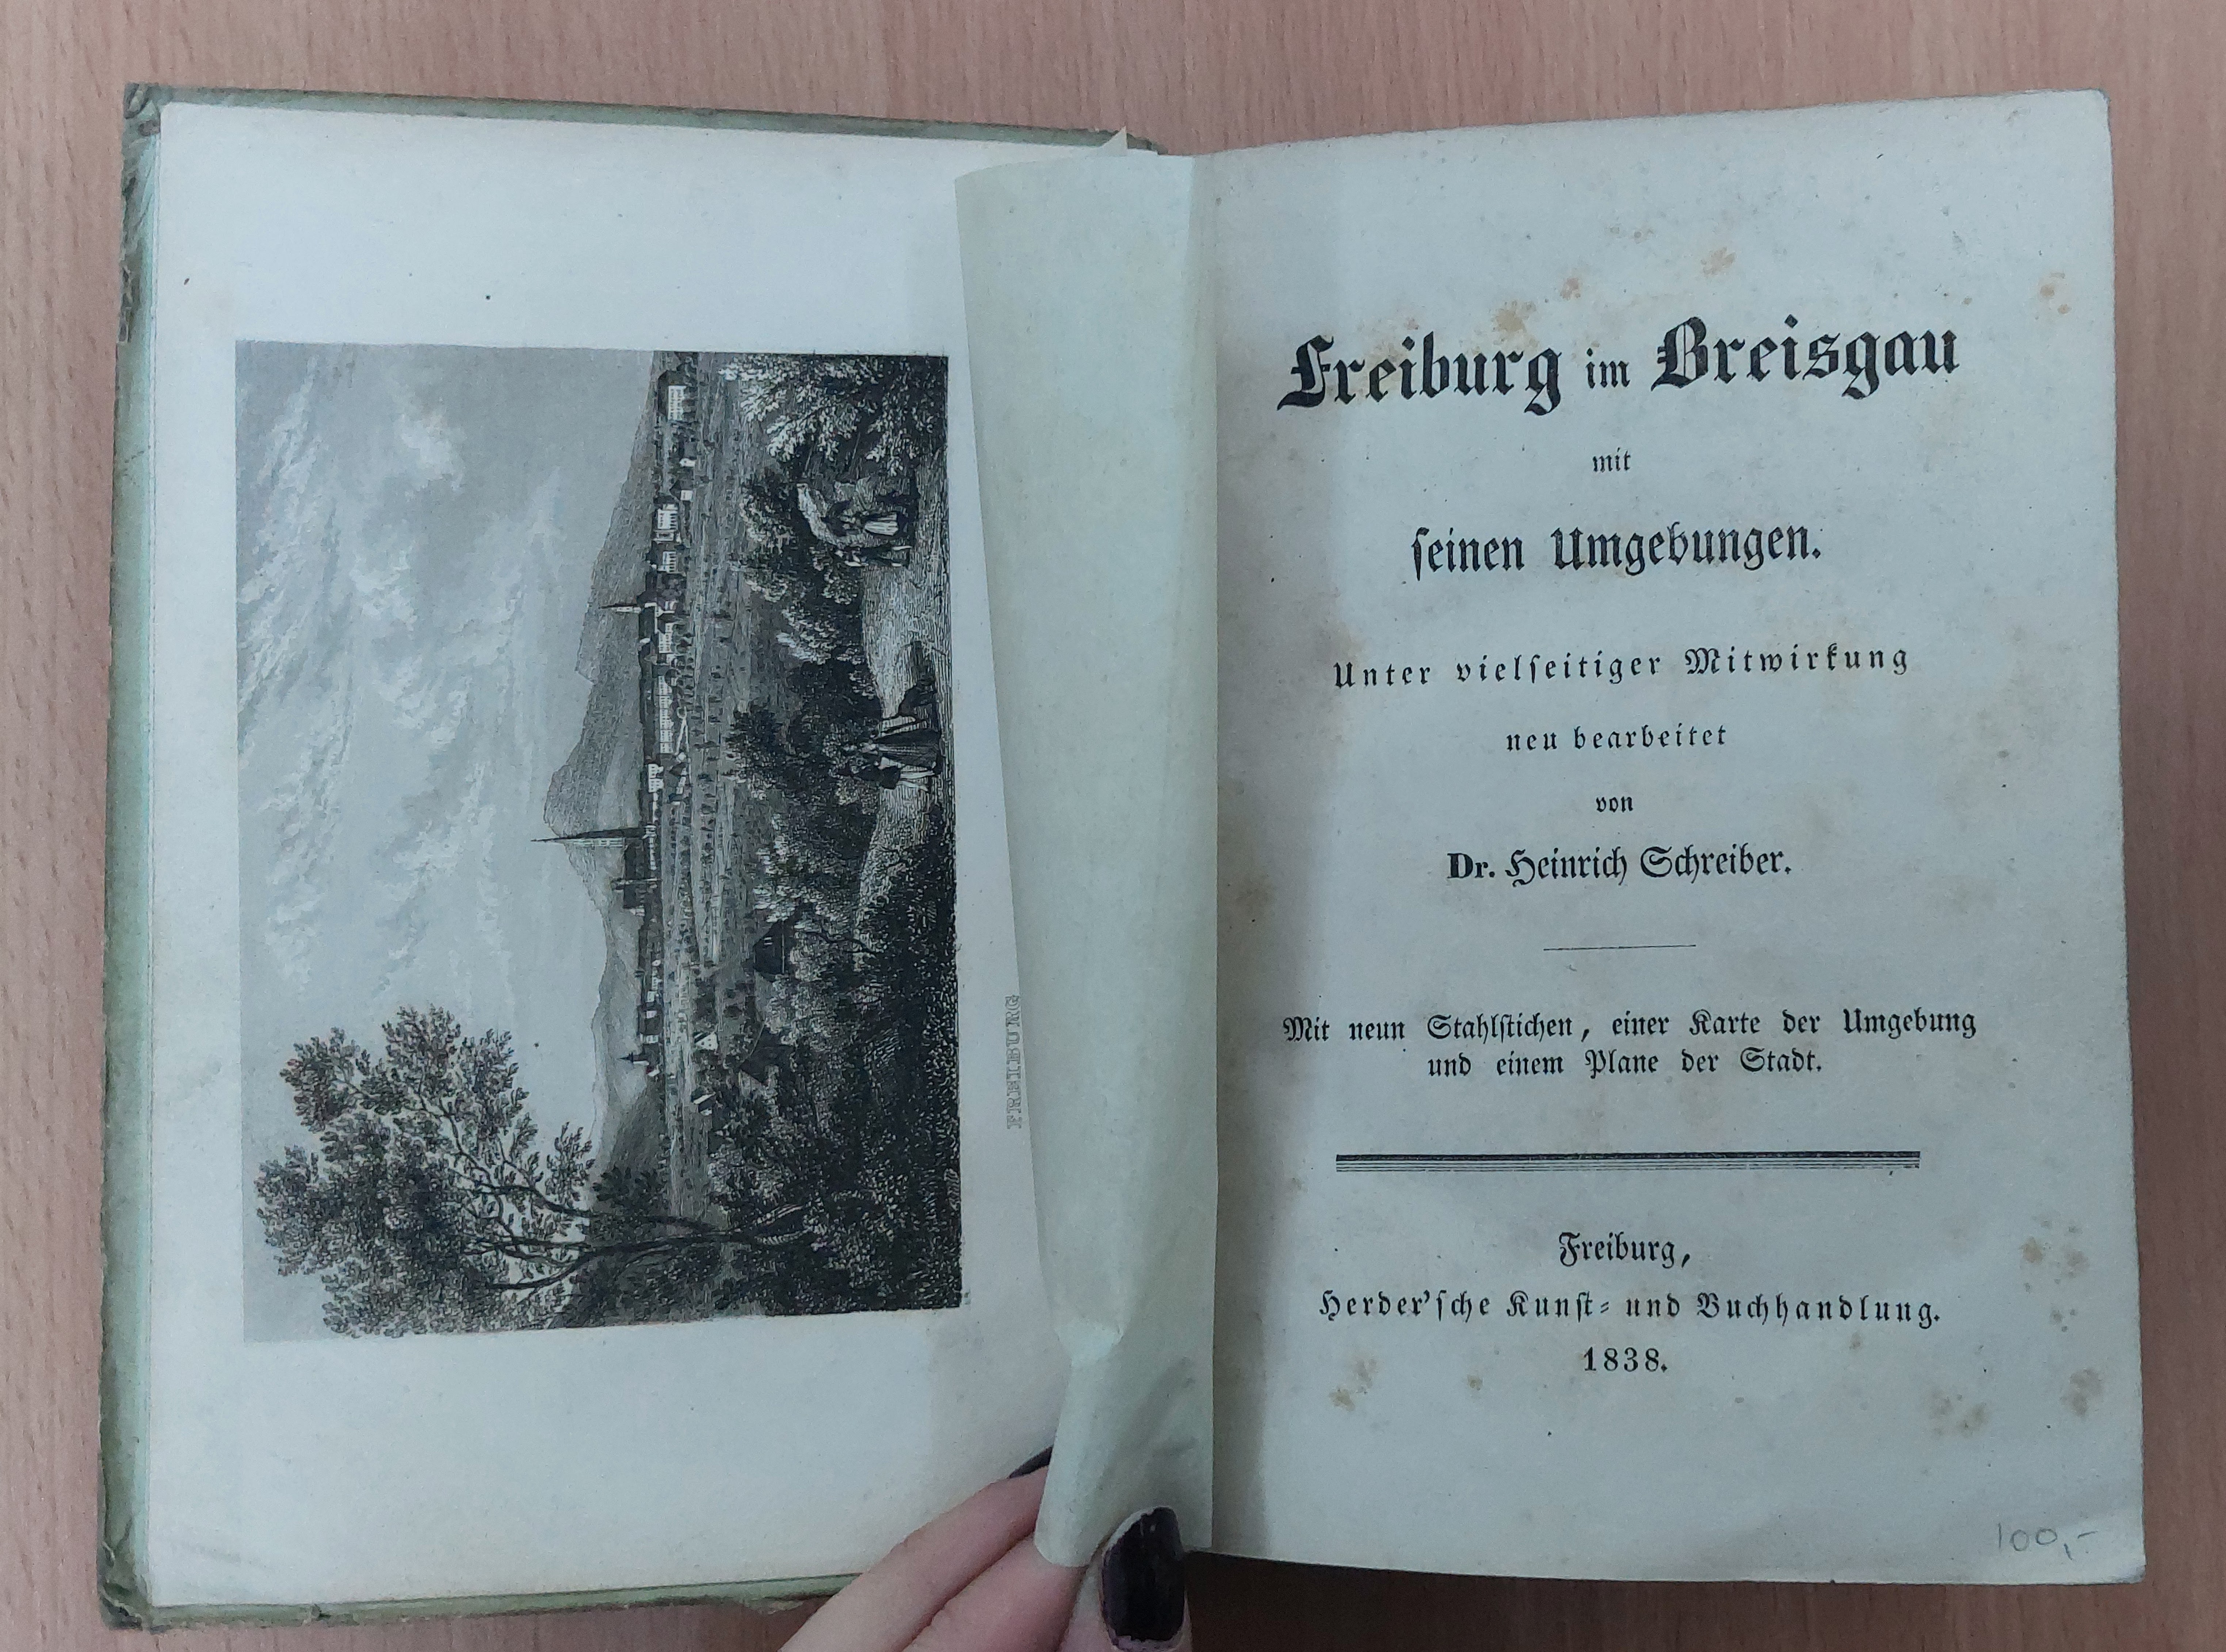 FREIBURG
Freiburg im Breisgau
mit
ſeinen Umgebungen.
Unter vielſeitiger Mitwirkung
neu bearbeitet
von
Dr. Heinrich Schreiber.
Mit neun Stahlſtichen, einer Karte der Umgebung
und einem Plane der Stadt.
Freiburg,
Herder'ſche Kunſt- und Buchhandlung.
1838.
100,-